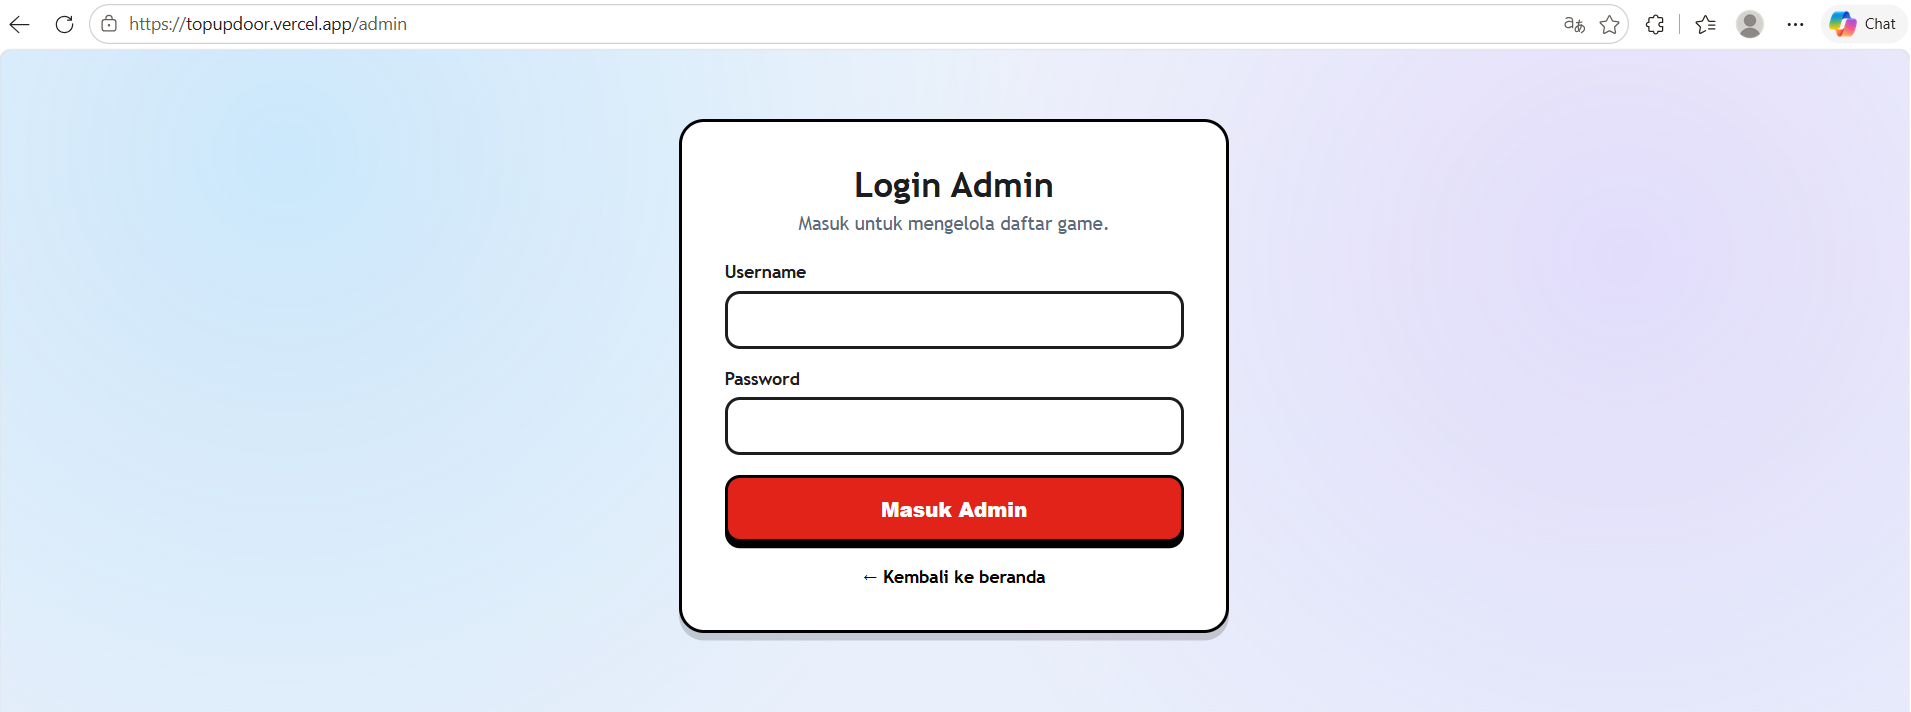 https://topupdoor.vercel.app/admin
Chat
Login Admin
Masuk untuk mengelola daftar game.
Username
Password
Masuk Admin
← Kembali ke beranda